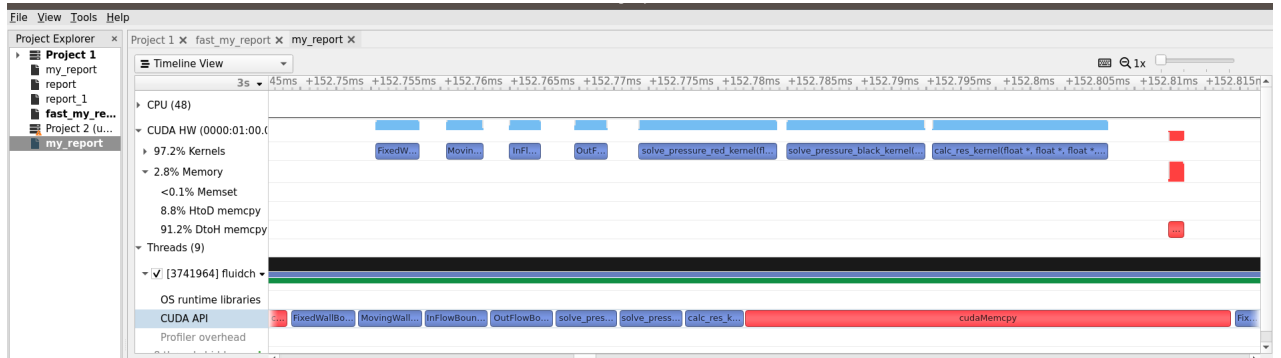 File View Tools Help
Project Explorer ×
Project 1
my_report
report
report_1
fast_my_re...
Project 2 (u...
my_report
Project 1 × fast_my_report × my_report ×
Timeline View
1x
3s
45ms +152.75ms +152.755ms +152.76ms +152.765ms +152.77ms +152.775ms +152.78ms +152.785ms +152.79ms +152.795ms +152.8ms +152.805ms +152.81ms +152.815m
CPU (48)
CUDA HW (0000:01:00.0
97.2% Kernels
FixedW... Movin... InFl... OutF... solve_pressure_red_kernel(fl... solve_pressure_black_kernel(... calc_res_kernel(float *, float *, float *,...
2.8% Memory
<0.1% Memset
8.8% HtoD memcpy
91.2% DtoH memcpy
...
Threads (9)
[3741964] fluidch
OS runtime libraries
CUDA API
c... FixedWallBo... MovingWall... InFlowBoun... OutFlowBo... solve_pres... solve_press... calc_res_k... cudaMemcpy Fix...
Profiler overhead